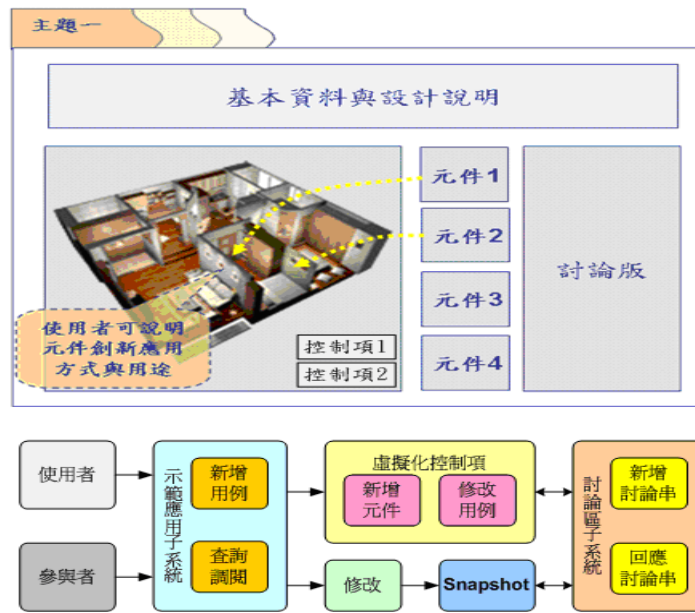 主題一
基本資料與設計說明
元件1
元件2
元件3
元件4
討論版
使用者可說明
元件創新應用
方式與用途
控制項1
控制項2
使用者
參與者
示範應用子系統
新增
用例
查詢
調閱
虛擬化控制項
新增
元件
修改
用例
修改
Snapshot
討論區子系統
新增
討論串
回應
討論串